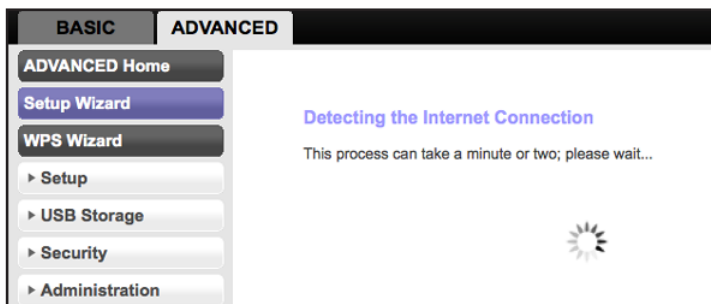 BASIC ADVANCED
ADVANCED Home
Setup Wizard
WPS Wizard
Setup
USB Storage
Security
Administration
Detecting the Internet Connection
This process can take a minute or two; please wait...